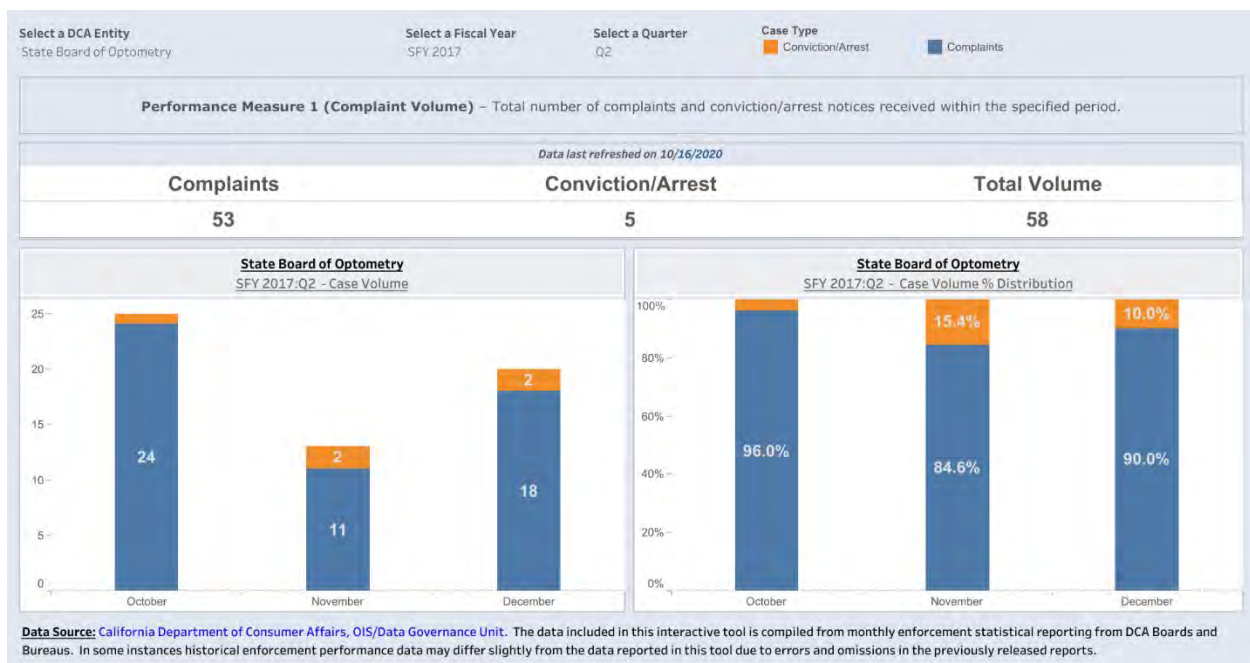 Select a DCA Entity
State Board of Optometry
Select a Fiscal Year
SFY 2017
Select a Quarter
Q2
Case Type
Conviction/Arrest
Complaints
Performance Measure 1 (Complaint Volume) – Total number of complaints and conviction/arrest notices received within the specified period.
Data last refreshed on 10/16/2020
Complaints Conviction/Arrest Total Volume
53 5 58
State Board of Optometry
SFY 2017:Q2 - Case Volume
25
20
15
10
5
0
24
2
11
2
18
October November December
State Board of Optometry
SFY 2017:Q2 - Case Volume % Distribution
100%
80%
60%
40%
20%
0%
96.0%
15.4%
84.6%
10.0%
90.0%
October November December
Data Source: California Department of Consumer Affairs, OIS/Data Governance Unit. The data included in this interactive tool is compiled from monthly enforcement statistical reporting from DCA Boards and
Bureaus. In some instances historical enforcement performance data may differ slightly from the data reported in this tool due to errors and omissions in the previously released reports.